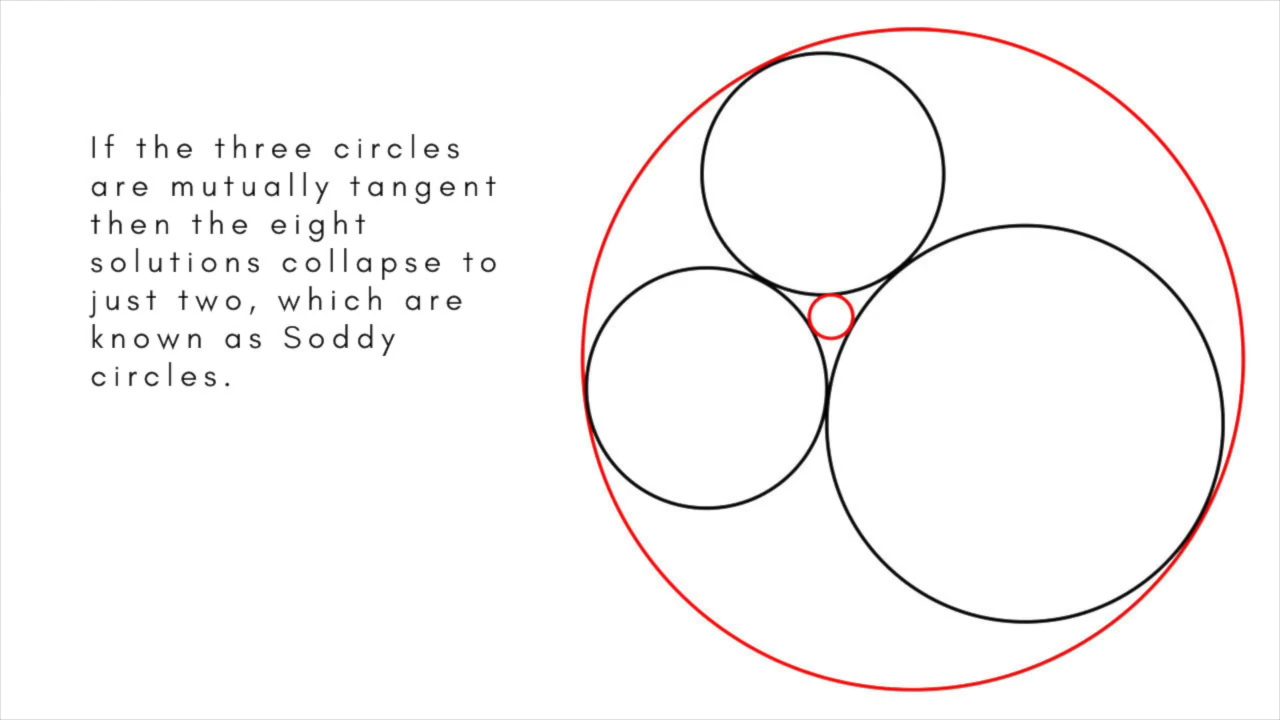 If the three circles
are mutually tangent
then the eight
solutions collapse to
just two, which are
known as Soddy
circles.